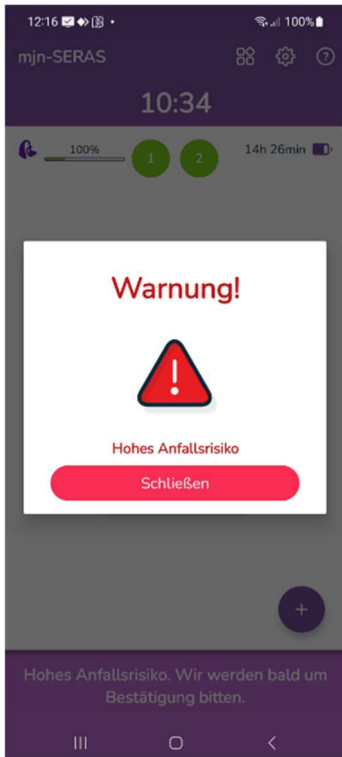 12:16 100%
mjn-SERAS
10:34
100% 1 2 14h 26min
Warnung!
Hohes Anfallsrisiko
Schließen
+
Hohes Anfallsrisiko. Wir werden bald um
Bestätigung bitten.